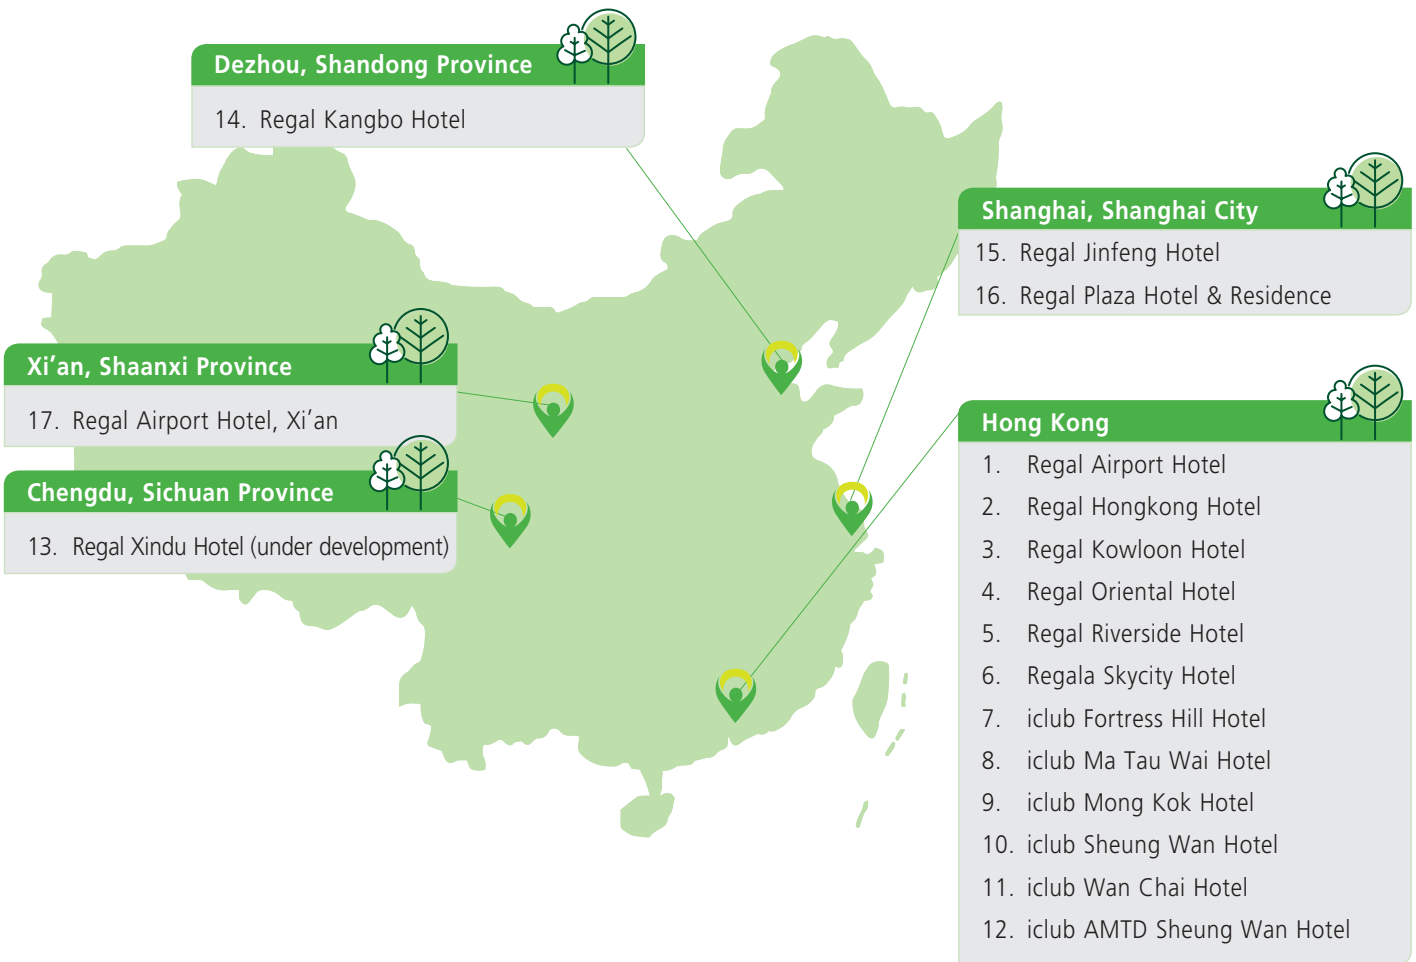 Dezhou, Shandong Province
14. Regal Kangbo Hotel
Shanghai, Shanghai City
15. Regal Jinfeng Hotel
16. Regal Plaza Hotel & Residence
Xi’an, Shaanxi Province
17. Regal Airport Hotel, Xi’an
Chengdu, Sichuan Province
13. Regal Xindu Hotel (under development)
Hong Kong
1. Regal Airport Hotel
2. Regal Hongkong Hotel
3. Regal Kowloon Hotel
4. Regal Oriental Hotel
5. Regal Riverside Hotel
6. Regala Skycity Hotel
7. iclub Fortress Hill Hotel
8. iclub Ma Tau Wai Hotel
9. iclub Mong Kok Hotel
10. iclub Sheung Wan Hotel
11. iclub Wan Chai Hotel
12. iclub AMTD Sheung Wan Hotel